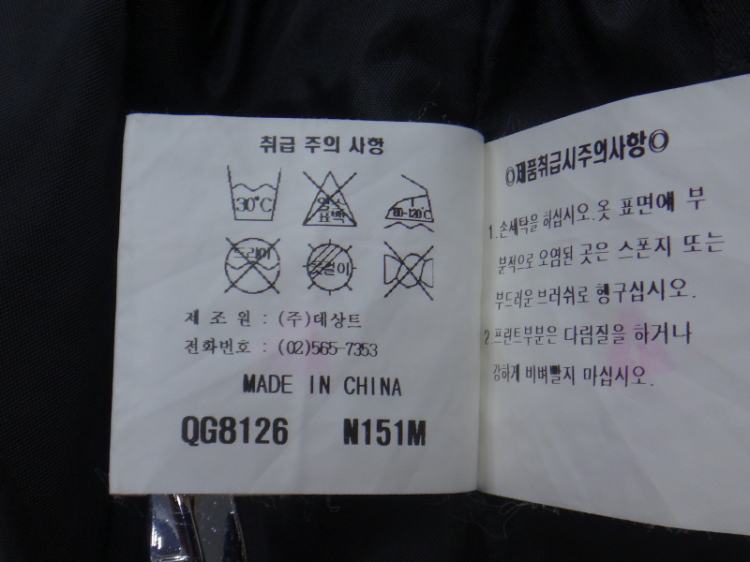 취급 주의 사항
30°C
염소
표백
80-120°C
드라이
제 조 원 : (주)데상트
전화번호 : (02)565-7353
MADE IN CHINA
QG8126 N151M
◎제품취급시주의사항◎
1.손세탁을 하십시오.옷 표면에 부
분적으로 오염된 곳은 스폰지 또는
부드러운 브러쉬로 헹구십시오.
2.프린트부분은 다림질을 하거나
강하게 비벼빨지 마십시오.